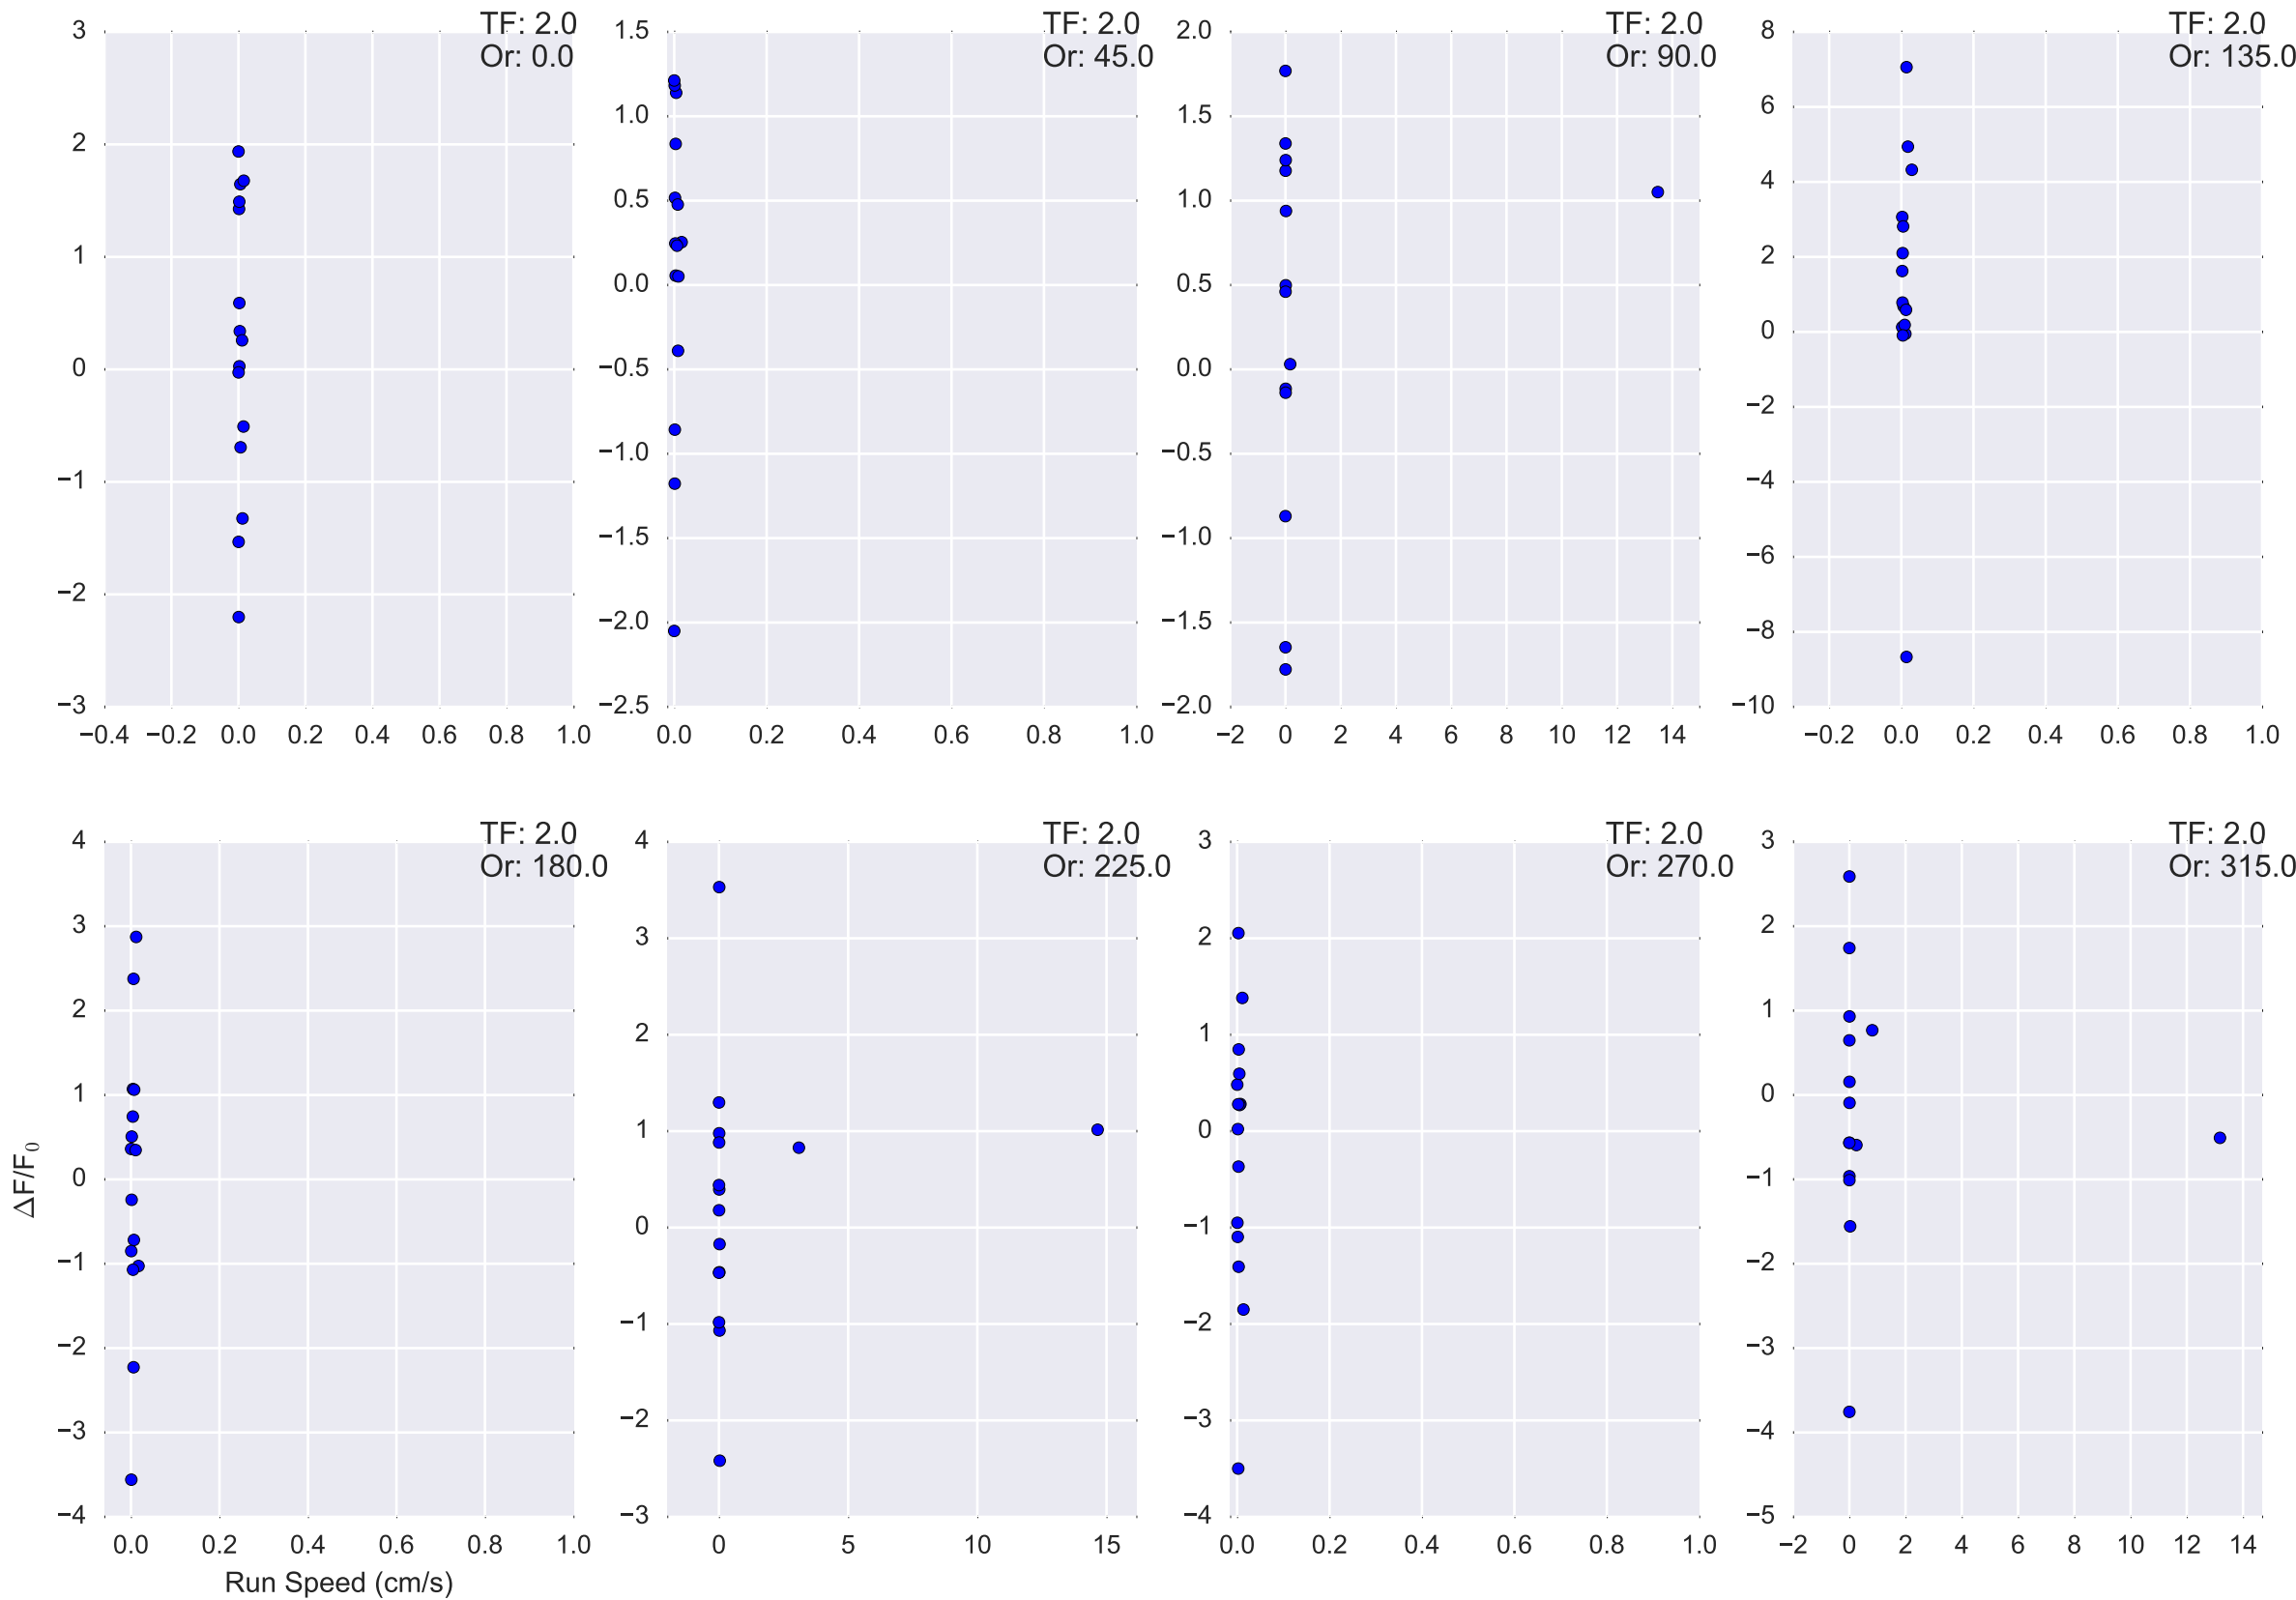 TF: 2.0
Or: 0.0
3
2
1
0
−1
−2
−3
−0.4 −0.2 0.0 0.2 0.4 0.6 0.8 1.0
TF: 2.0
Or: 45.0
1.5
1.0
0.5
0.0
−0.5
−1.0
−1.5
−2.0
−2.5
0.0 0.2 0.4 0.6 0.8 1.0
TF: 2.0
Or: 90.0
2.0
1.5
1.0
0.5
0.0
−0.5
−1.0
−1.5
−2.0
−2 0 2 4 6 8 10 12 14
TF: 2.0
Or: 135.0
8
6
4
2
0
−2
−4
−6
−8
−10
−0.2 0.0 0.2 0.4 0.6 0.8 1.0
TF: 2.0
Or: 180.0
4
3
2
1
0
−1
−2
−3
−4
ΔF/F₀
0.0 0.2 0.4 0.6 0.8 1.0
Run Speed (cm/s)
TF: 2.0
Or: 225.0
4
3
2
1
0
−1
−2
−3
0 5 10 15
TF: 2.0
Or: 270.0
3
2
1
0
−1
−2
−3
−4
0.0 0.2 0.4 0.6 0.8 1.0
TF: 2.0
Or: 315.0
3
2
1
0
−1
−2
−3
−4
−5
−2 0 2 4 6 8 10 12 14